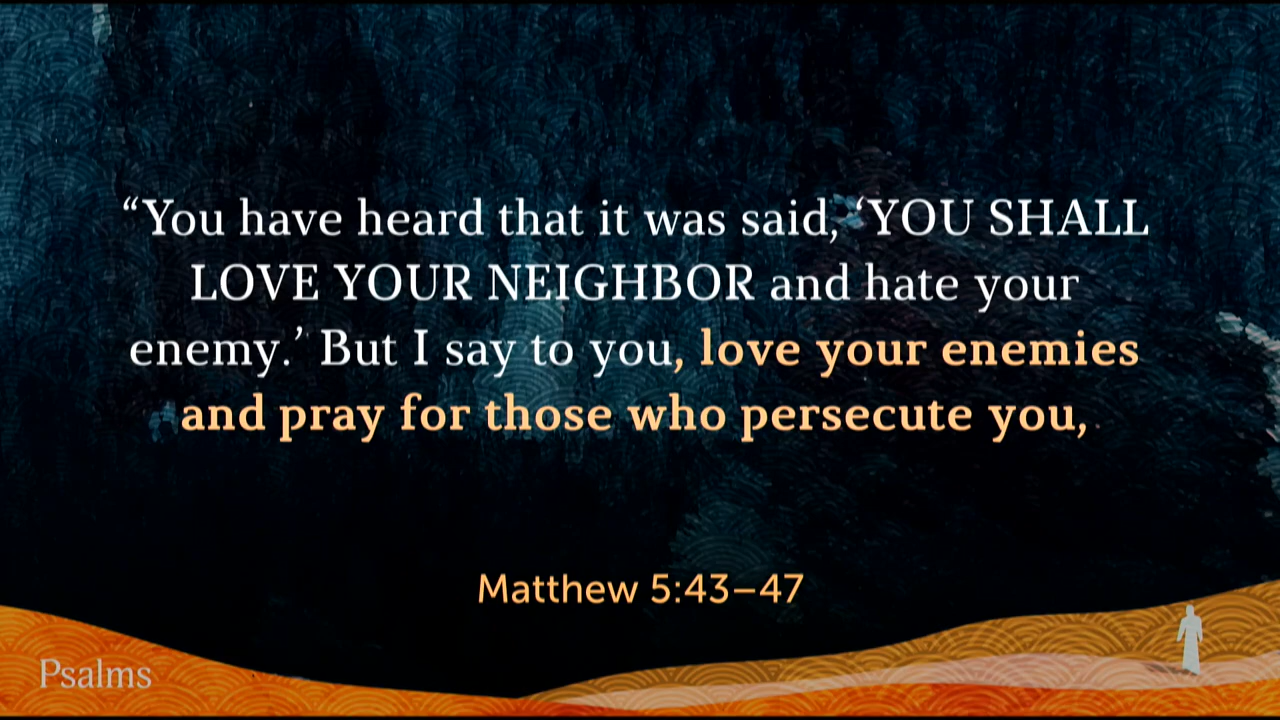 “You have heard that it was said, ‘YOU SHALL
LOVE YOUR NEIGHBOR and hate your
enemy.’ But I say to you, love your enemies
and pray for those who persecute you,
Matthew 5:43–47
Psalms